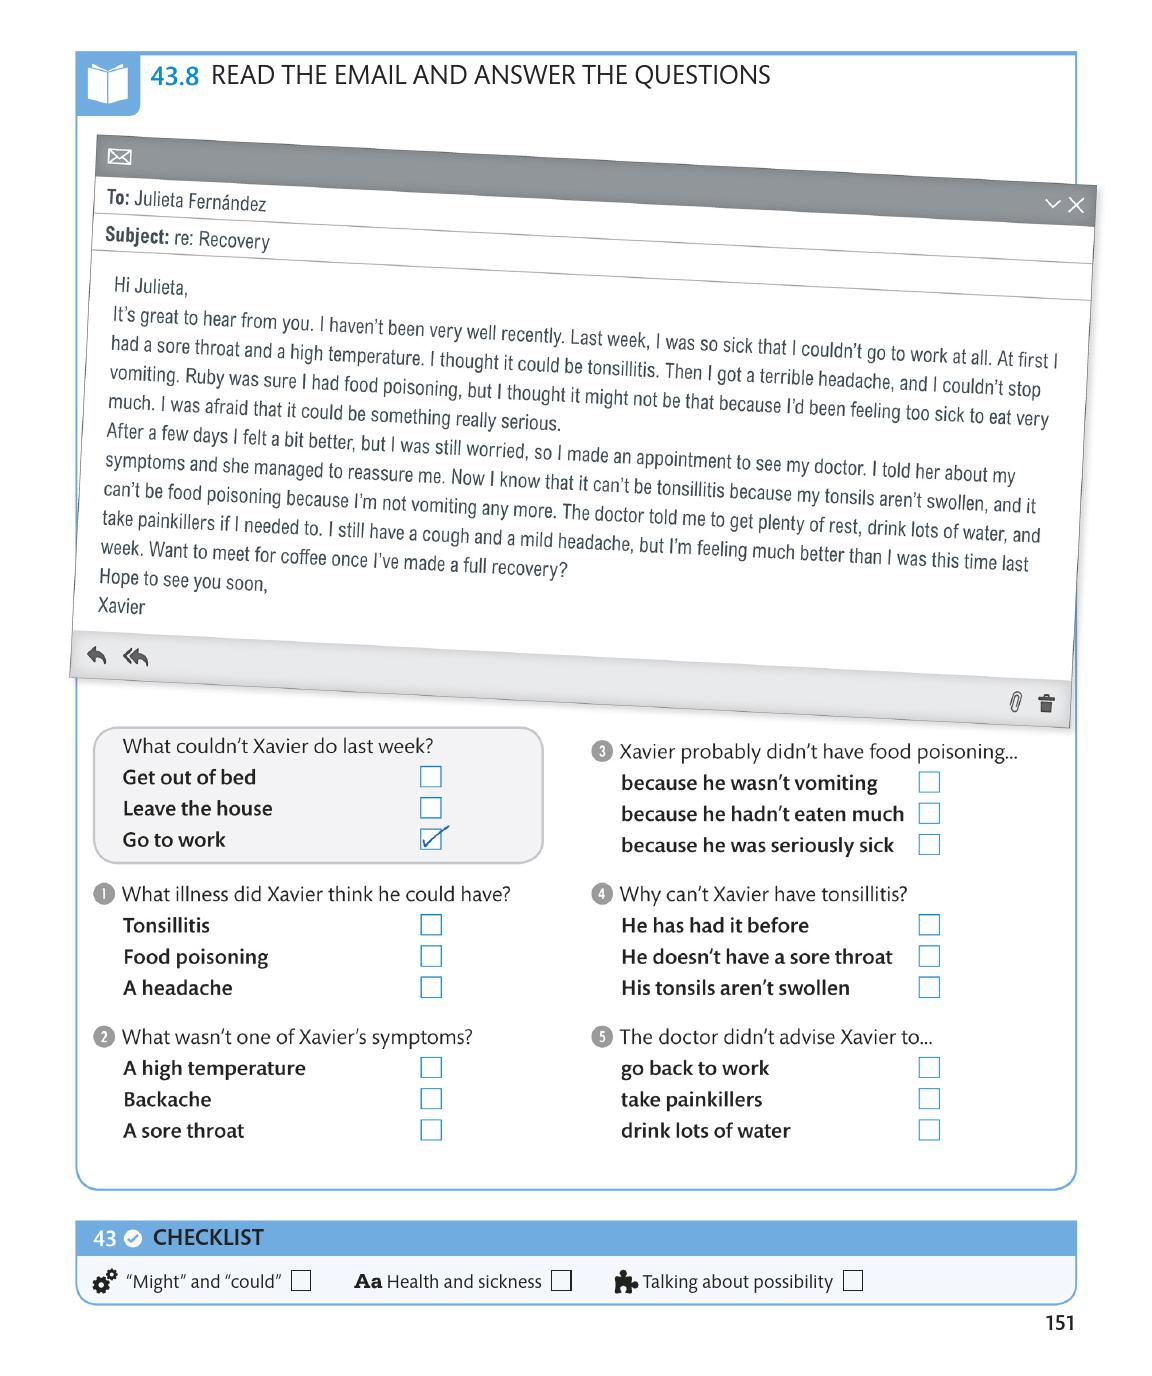 43.8 READ THE EMAIL AND ANSWER THE QUESTIONS
To: Julieta Fernández
Subject: re: Recovery
Hi Julieta,
It's great to hear from you. I haven't been very well recently. Last week, I was so sick that I couldn't go to work at all. At first I
had a sore throat and a high temperature. I thought it could be tonsillitis. Then I got a terrible headache, and I couldn't stop
vomiting. Ruby was sure I had food poisoning, but I thought it might not be that because I'd been feeling too sick to eat very
much. I was afraid that it could be something really serious.
After a few days I felt a bit better, but I was still worried, so I made an appointment to see my doctor. I told her about my
symptoms and she managed to reassure me. Now I know that it can't be tonsillitis because my tonsils aren't swollen, and it
can't be food poisoning because I'm not vomiting any more. The doctor told me to get plenty of rest, drink lots of water, and
take painkillers if I needed to. I still have a cough and a mild headache, but I'm feeling much better than I was this time last
week. Want to meet for coffee once I've made a full recovery?
Hope to see you soon,
Xavier
What couldn't Xavier do last week?
Get out of bed
Leave the house
Go to work
1 What illness did Xavier think he could have?
Tonsillitis
Food poisoning
A headache
2 What wasn't one of Xavier's symptoms?
A high temperature
Backache
A sore throat
3 Xavier probably didn't have food poisoning...
because he wasn't vomiting
because he hadn't eaten much
because he was seriously sick
4 Why can't Xavier have tonsillitis?
He has had it before
He doesn't have a sore throat
His tonsils aren't swollen
5 The doctor didn't advise Xavier to...
go back to work
take painkillers
drink lots of water
43 CHECKLIST
"Might" and "could" Aa Health and sickness Talking about possibility
151